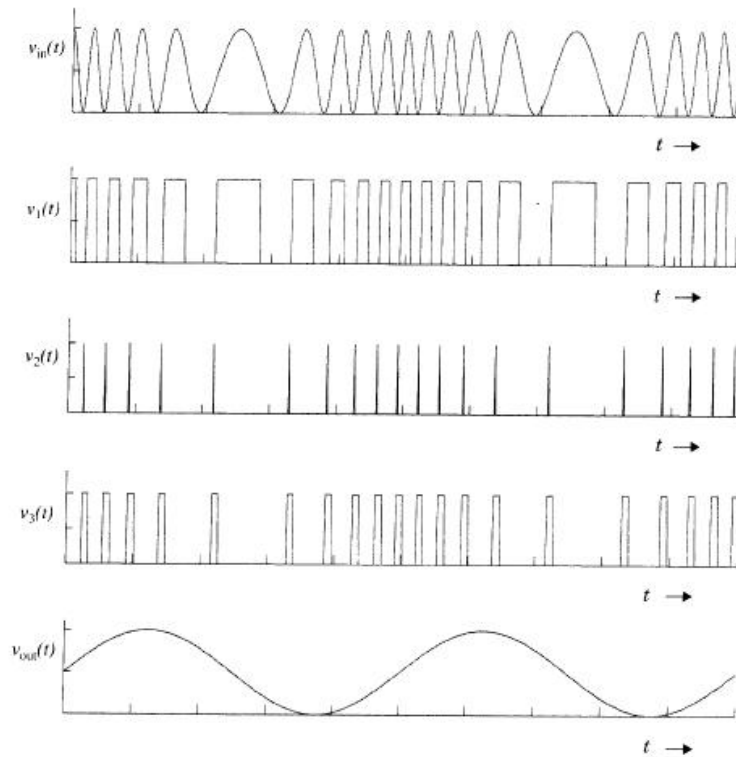 v_in(t)
t →
v_1(t)
t →
v_2(t)
t →
v_3(t)
t →
v_out(t)
t →